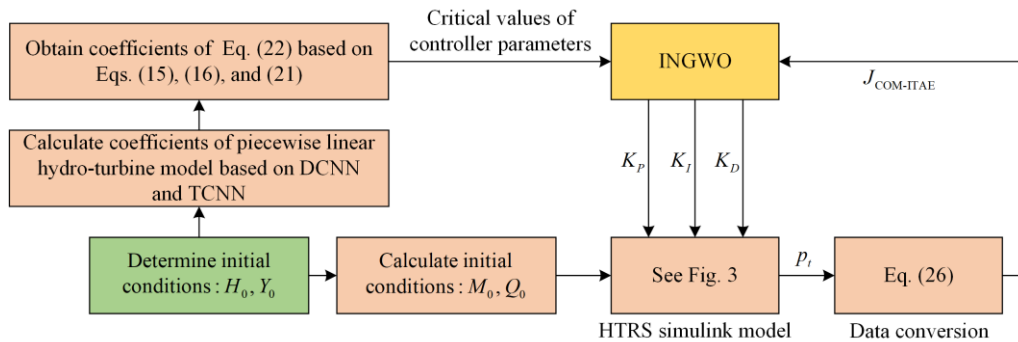 Obtain coefficients of Eq. (22) based on
Eqs. (15), (16), and (21)
Critical values of
controller parameters
INGWO
J_COM-ITAE
Calculate coefficients of piecewise linear
hydro-turbine model based on DCNN
and TCNN
K_P
K_I
K_D
Determine initial
conditions : H_0, Y_0
Calculate initial
conditions : M_0, Q_0
See Fig. 3
p_t
Eq. (26)
HTRS simulink model
Data conversion